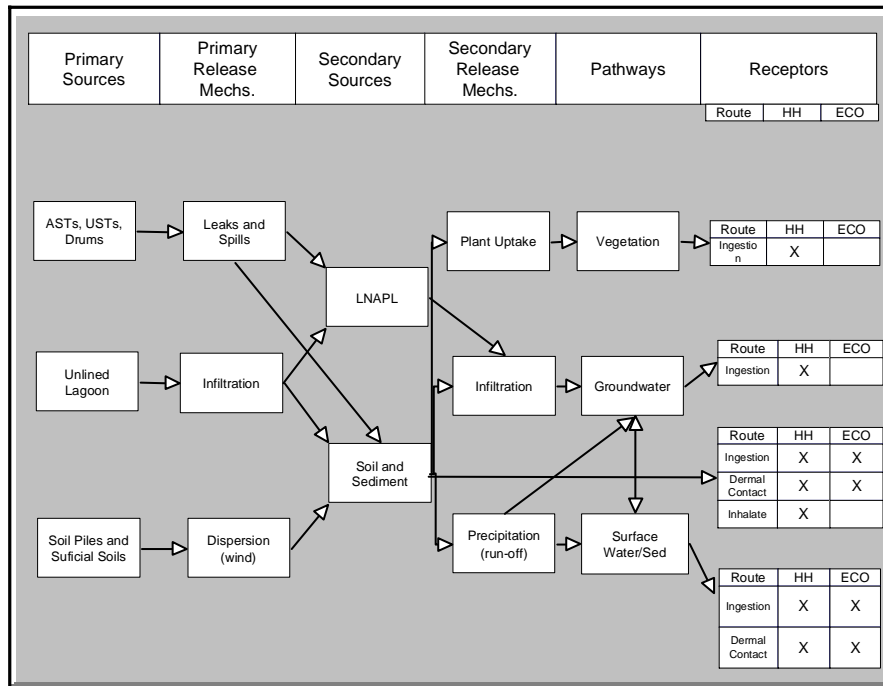 Primary
Sources
Primary
Release
Mechs.
Secondary
Sources
Secondary
Release
Mechs.
Pathways
Receptors
Route
HH
ECO
ASTs, USTs,
Drums
Leaks and
Spills
LNAPL
Plant Uptake
Vegetation
Route
HH
ECO
Ingestio
n
X
Unlined
Lagoon
Infiltration
Infiltration
Groundwater
Route
HH
ECO
Ingestion
X
Soil and
Sediment
Route
HH
ECO
Ingestion
X
X
Dermal
Contact
X
X
Inhalate
X
Soil Piles and
Suficial Soils
Dispersion
(wind)
Precipitation
(run-off)
Surface
Water/Sed
Route
HH
ECO
Ingestion
X
X
Dermal
Contact
X
X